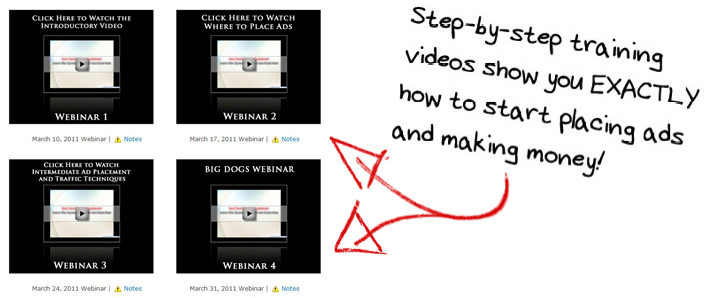 Click Here to Watch the
Introductory Video
Webinar 1
March 10, 2011 Webinar | Notes
Click Here to Watch
Where to Place Ads
Webinar 2
March 17, 2011 Webinar | Notes
Click Here to Watch
Intermediate Ad Placement
and Traffic Techniques
Webinar 3
March 24, 2011 Webinar | Notes
BIG DOGS WEBINAR
Webinar 4
March 31, 2011 Webinar | Notes
Step-by-step training
videos show you EXACTLY
how to start placing ads
and making money!